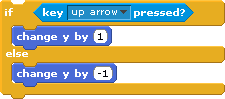 if key up arrow pressed?
change y by 1
else
change y by -1